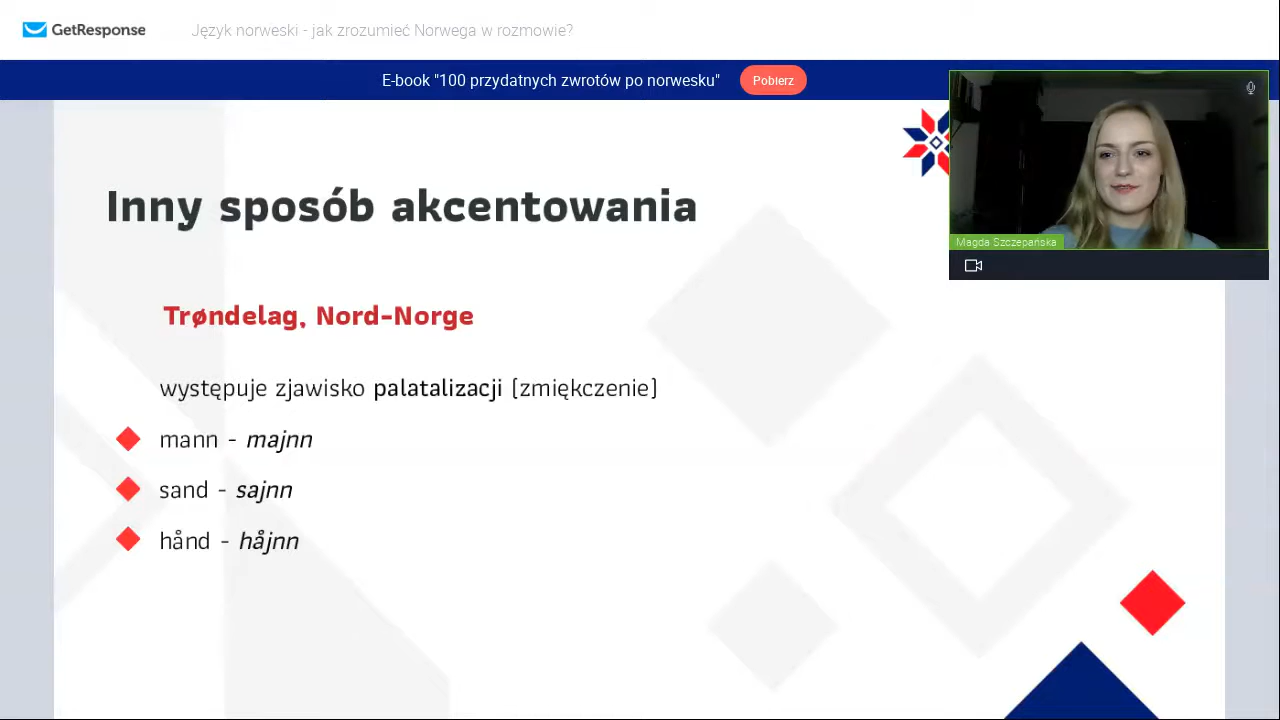 GetResponse
Język norweski - jak zrozumieć Norwega w rozmowie?
E-book "100 przydatnych zwrotów po norwesku"
Pobierz
Magda Szczepańska
Inny sposób akcentowania
Trøndelag, Nord-Norge
występuje zjawisko palatalizacji (zmiękczenie)
mann - majnn
sand - sajnn
hånd - håjnn